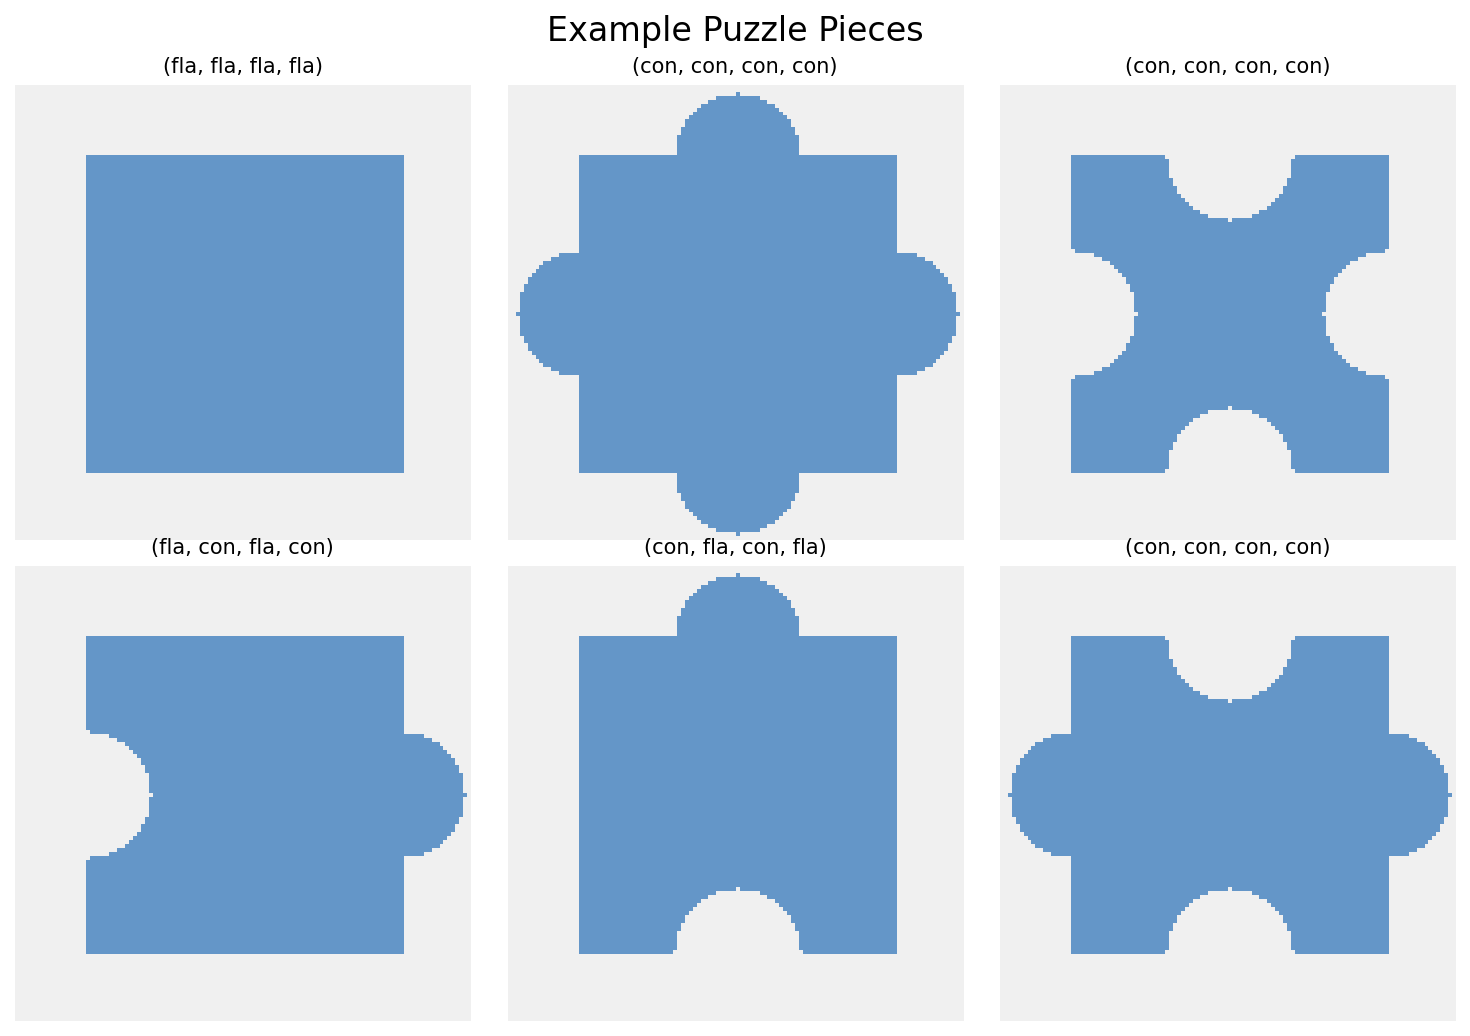 Example Puzzle Pieces
(fla, fla, fla, fla)
(con, con, con, con)
(con, con, con, con)
(fla, con, fla, con)
(con, fla, con, fla)
(con, con, con, con)